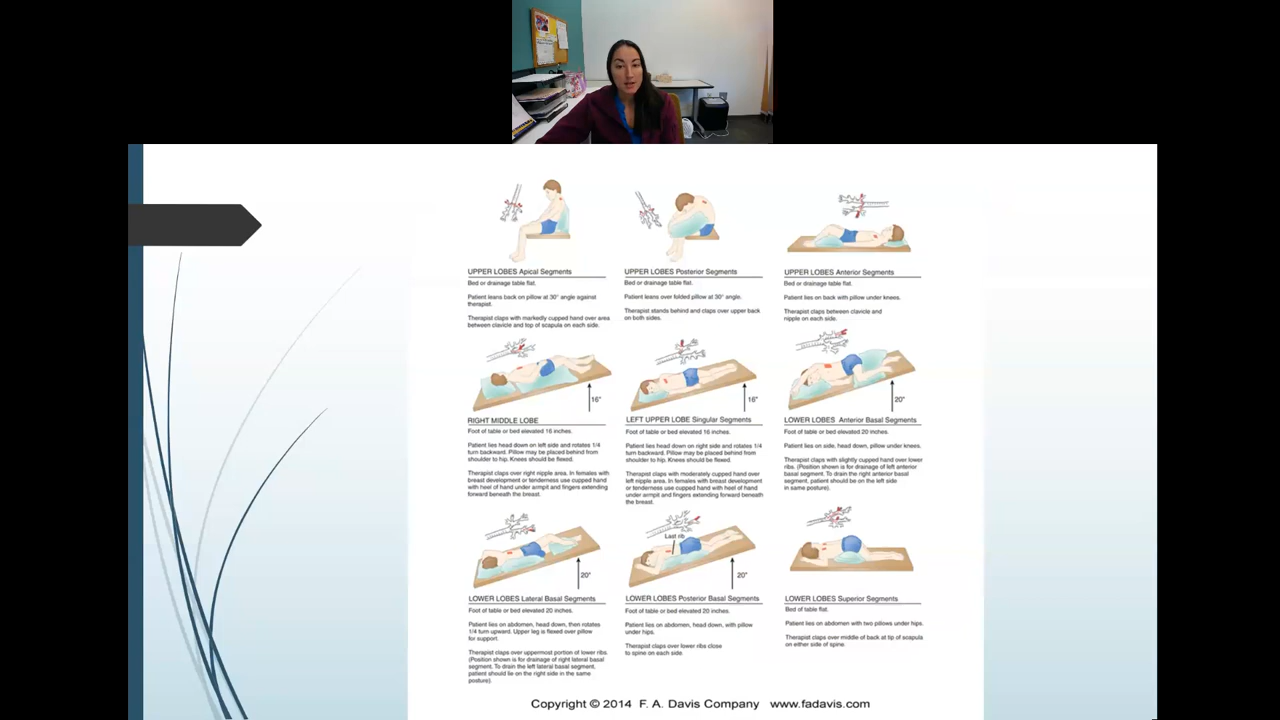 UPPER LOBES Apical Segments
Bed or drainage table flat.
Patient leans back on pillow at 30° angle against
therapist.
Therapist claps with markedly cupped hand over area
between clavicle and top of scapula on each side.
UPPER LOBES Posterior Segments
Bed or drainage table flat.
Patient leans over folded pillow at 30° angle.
Therapist stands behind and claps over upper back
on both sides.
UPPER LOBES Anterior Segments
Bed or drainage table flat.
Patient lies on back with pillow under knees.
Therapist claps between clavicle and
nipple on each side.
16"
RIGHT MIDDLE LOBE
Foot of table or bed elevated 16 inches.
Patient lies head down on left side and rotates 1/4
turn backward. Pillow may be placed behind from
shoulder to hip. Knees should be flexed.
Therapist claps over right nipple area. In females with
breast development or tenderness use cupped hand
with heel of hand under armpit and fingers extending
forward beneath the breast.
16"
LEFT UPPER LOBE Singular Segments
Foot of table or bed elevated 16 inches.
Patient lies head down on right side and rotates 1/4
turn backward. Pillow may be placed behind from
shoulder to hip. Knees should be flexed.
Therapist claps with moderately cupped hand over
left nipple area. In females with breast development
or tenderness use cupped hand with heel of hand
under armpit and fingers extending forward beneath
the breast.
20"
LOWER LOBES Anterior Basal Segments
Foot of table or bed elevated 20 inches.
Patient lies on side, head down, pillow under knees.
Therapist claps with slightly cupped hand over lower
ribs. (Position shown is for drainage of left anterior
basal segment. To drain the right anterior basal
segment, patient should be on the left side
in same posture).
20"
LOWER LOBES Lateral Basal Segments
Foot of table or bed elevated 20 inches.
Patient lies on abdomen, head down, then rotates
1/4 turn upward. Upper leg is flexed over pillow
for support.
Therapist claps over uppermost portion of lower ribs.
(Position shown is for drainage of right lateral basal
segment. To drain the left lateral basal segment,
patient should lie on the right side in the same
posture).
Last rib
20"
LOWER LOBES Posterior Basal Segments
Foot of table or bed elevated 20 inches.
Patient lies on abdomen, head down, with pillow
under hips.
Therapist claps over lower ribs close
to spine on each side.
LOWER LOBES Superior Segments
Bed of table flat.
Patient lies on abdomen with two pillows under hips.
Therapist claps over middle of back at tip of scapula
on either side of spine
Copyright © 2014 F. A. Davis Company www.fadavis.com